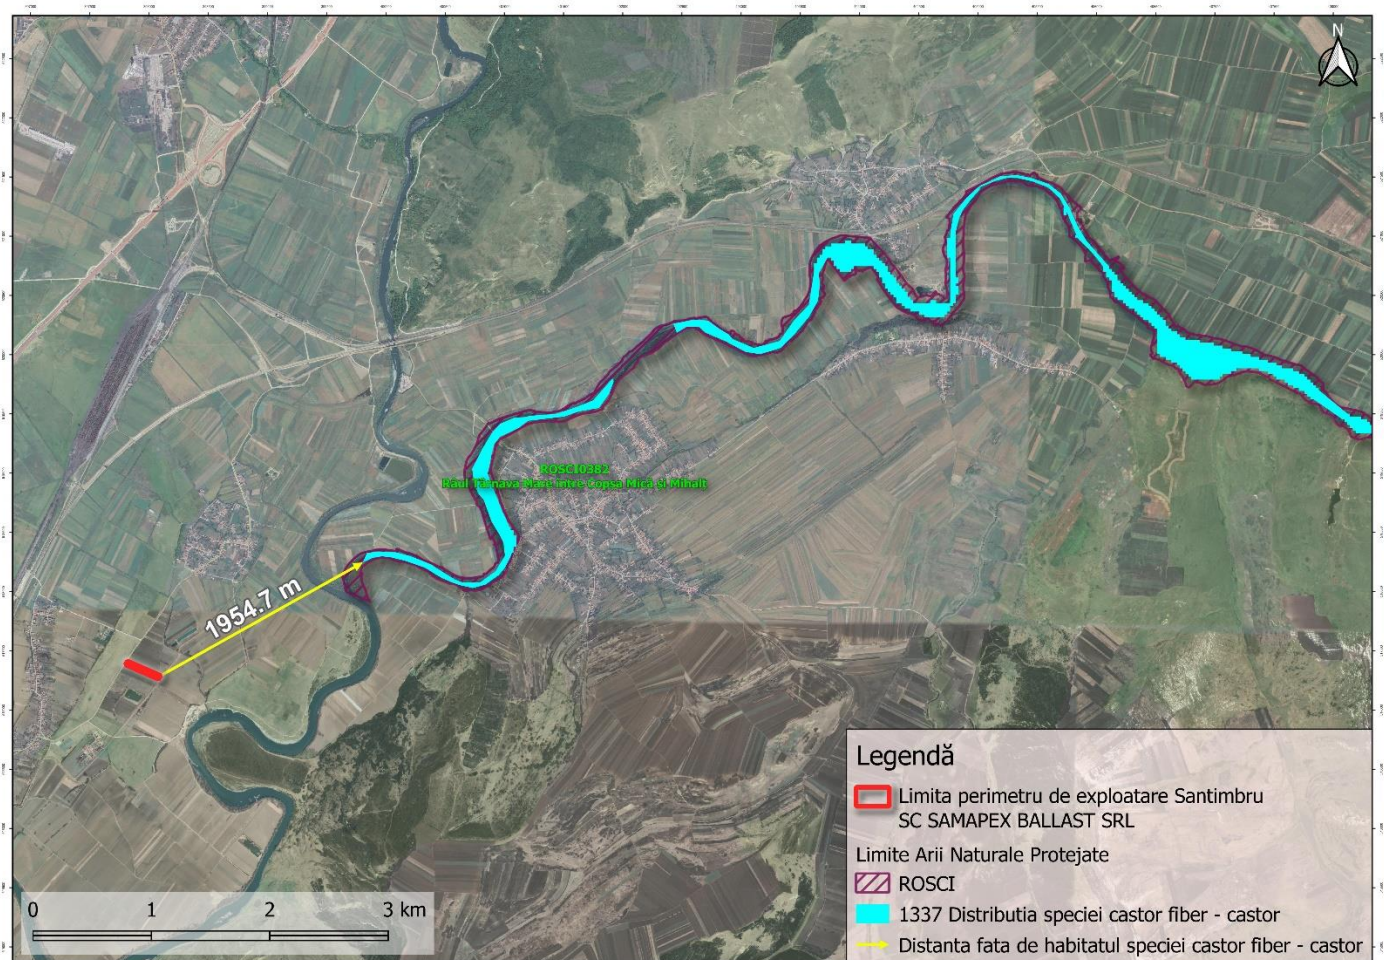 N
ROSCI0382
Râul Târnava Mare între Copșa Mică și Mihalț
1954.7 m
Legendă
Limita perimetru de exploatare Santimbru
SC SAMAPEX BALLAST SRL
Limite Arii Naturale Protejate
ROSCI
1337 Distributia speciei castor fiber - castor
Distanta fata de habitatul speciei castor fiber - castor
0 1 2 3 km